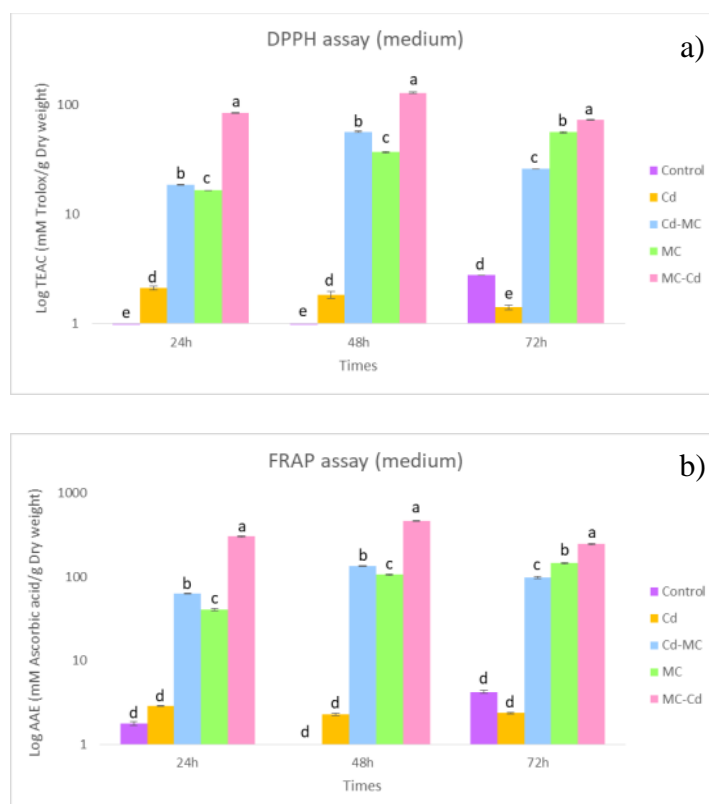 DPPH assay (medium)
a)
Log TEAC (mM Trolox/g Dry weight)
100
10
1
e d b c a
e d b c a
d e c b a
24h 48h 72h
Times
Control
Cd
Cd-MC
MC
MC-Cd
FRAP assay (medium)
b)
Log AAE (mM Ascorbic acid/g Dry weight)
1000
100
10
1
d d b c a
d d b c a
d d c b a
24h 48h 72h
Times
Control
Cd
Cd-MC
MC
MC-Cd